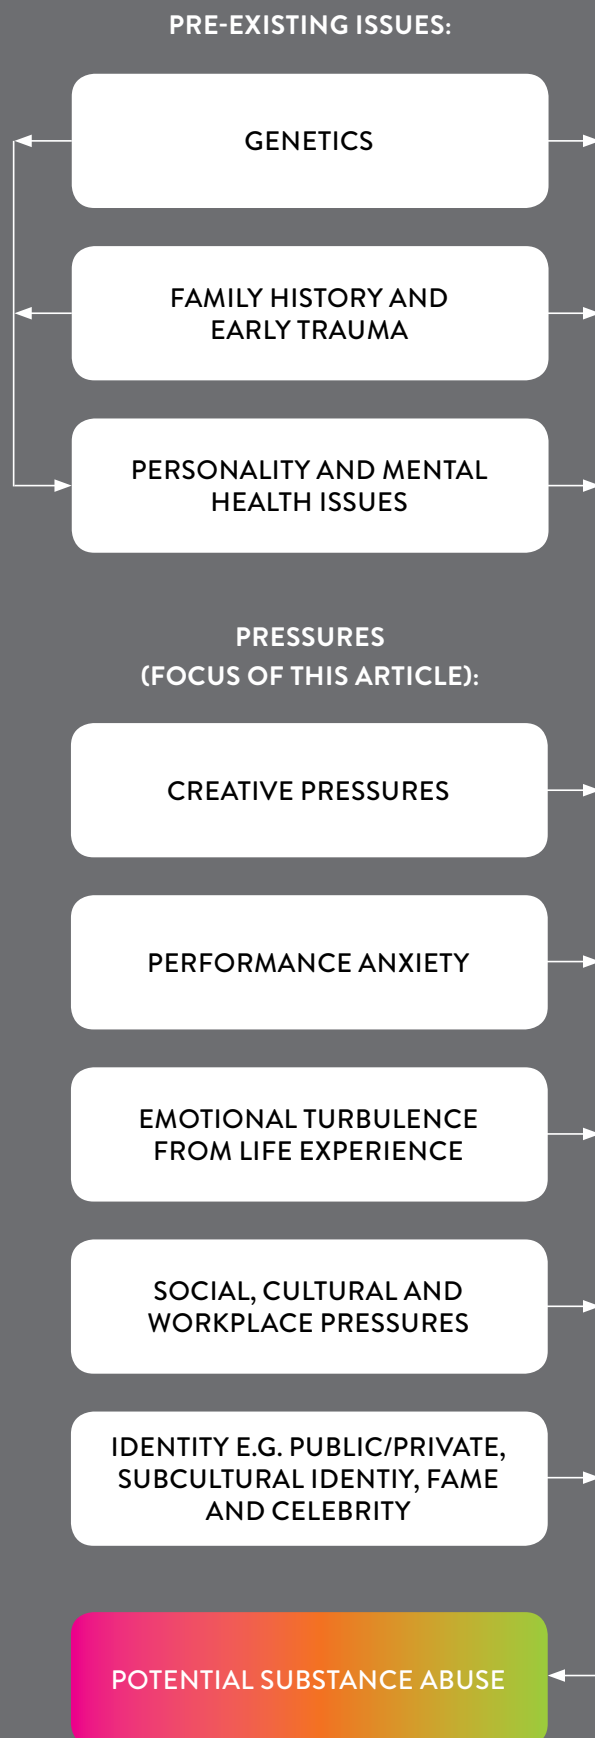 PRE-EXISTING ISSUES:
GENETICS
FAMILY HISTORY AND
EARLY TRAUMA
PERSONALITY AND MENTAL
HEALTH ISSUES
PRESSURES
(FOCUS OF THIS ARTICLE):
CREATIVE PRESSURES
PERFORMANCE ANXIETY
EMOTIONAL TURBULENCE
FROM LIFE EXPERIENCE
SOCIAL, CULTURAL AND
WORKPLACE PRESSURES
IDENTITY E.G. PUBLIC/PRIVATE,
SUBCULTURAL IDENTIY, FAME
AND CELEBRITY
POTENTIAL SUBSTANCE ABUSE